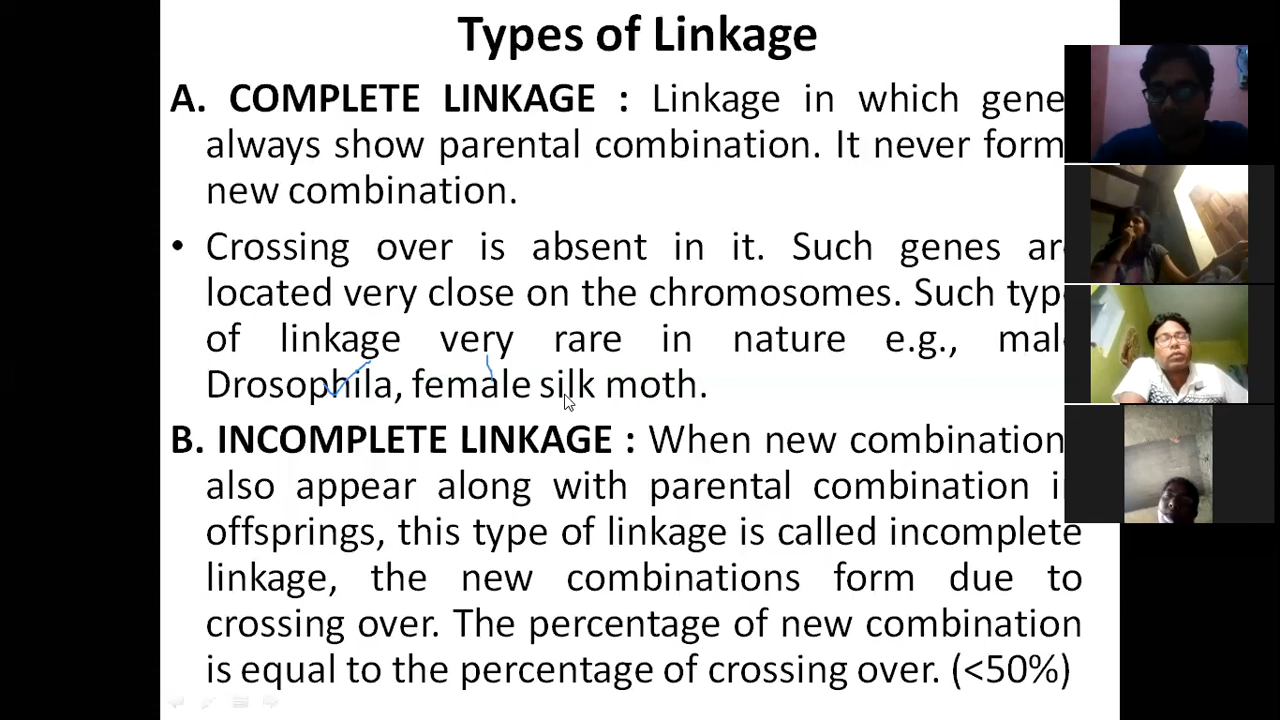 Types of Linkage
A. COMPLETE LINKAGE : Linkage in which gene
always show parental combination. It never form
new combination.
• Crossing over is absent in it. Such genes ar
located very close on the chromosomes. Such typ
of linkage very rare in nature e.g., mal
Drosophila, female silk moth.
B. INCOMPLETE LINKAGE : When new combination
also appear along with parental combination i
offsprings, this type of linkage is called incomplete
linkage, the new combinations form due to
crossing over. The percentage of new combination
is equal to the percentage of crossing over. (<50%)